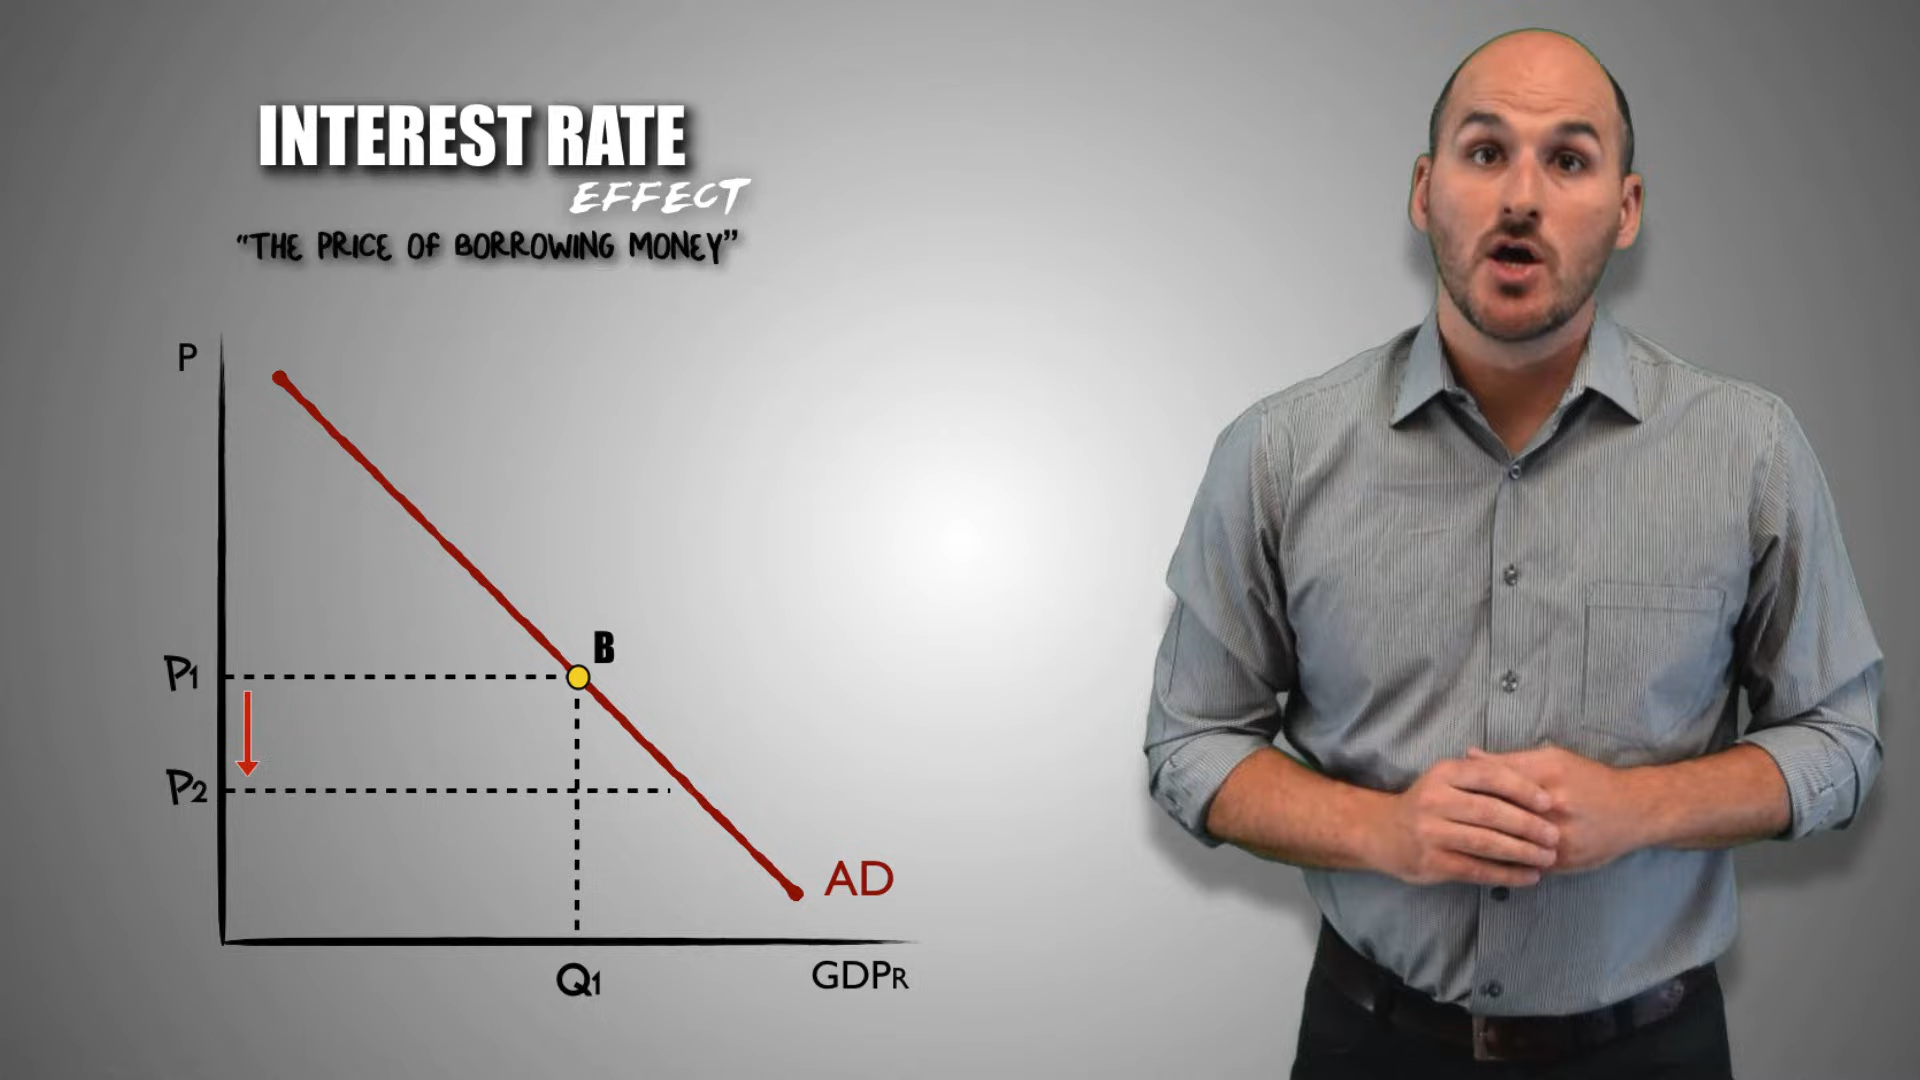 INTEREST RATE
EFFECT
"THE PRICE OF BORROWING MONEY"
P
B
P1
P2
AD
Q1
GDPR